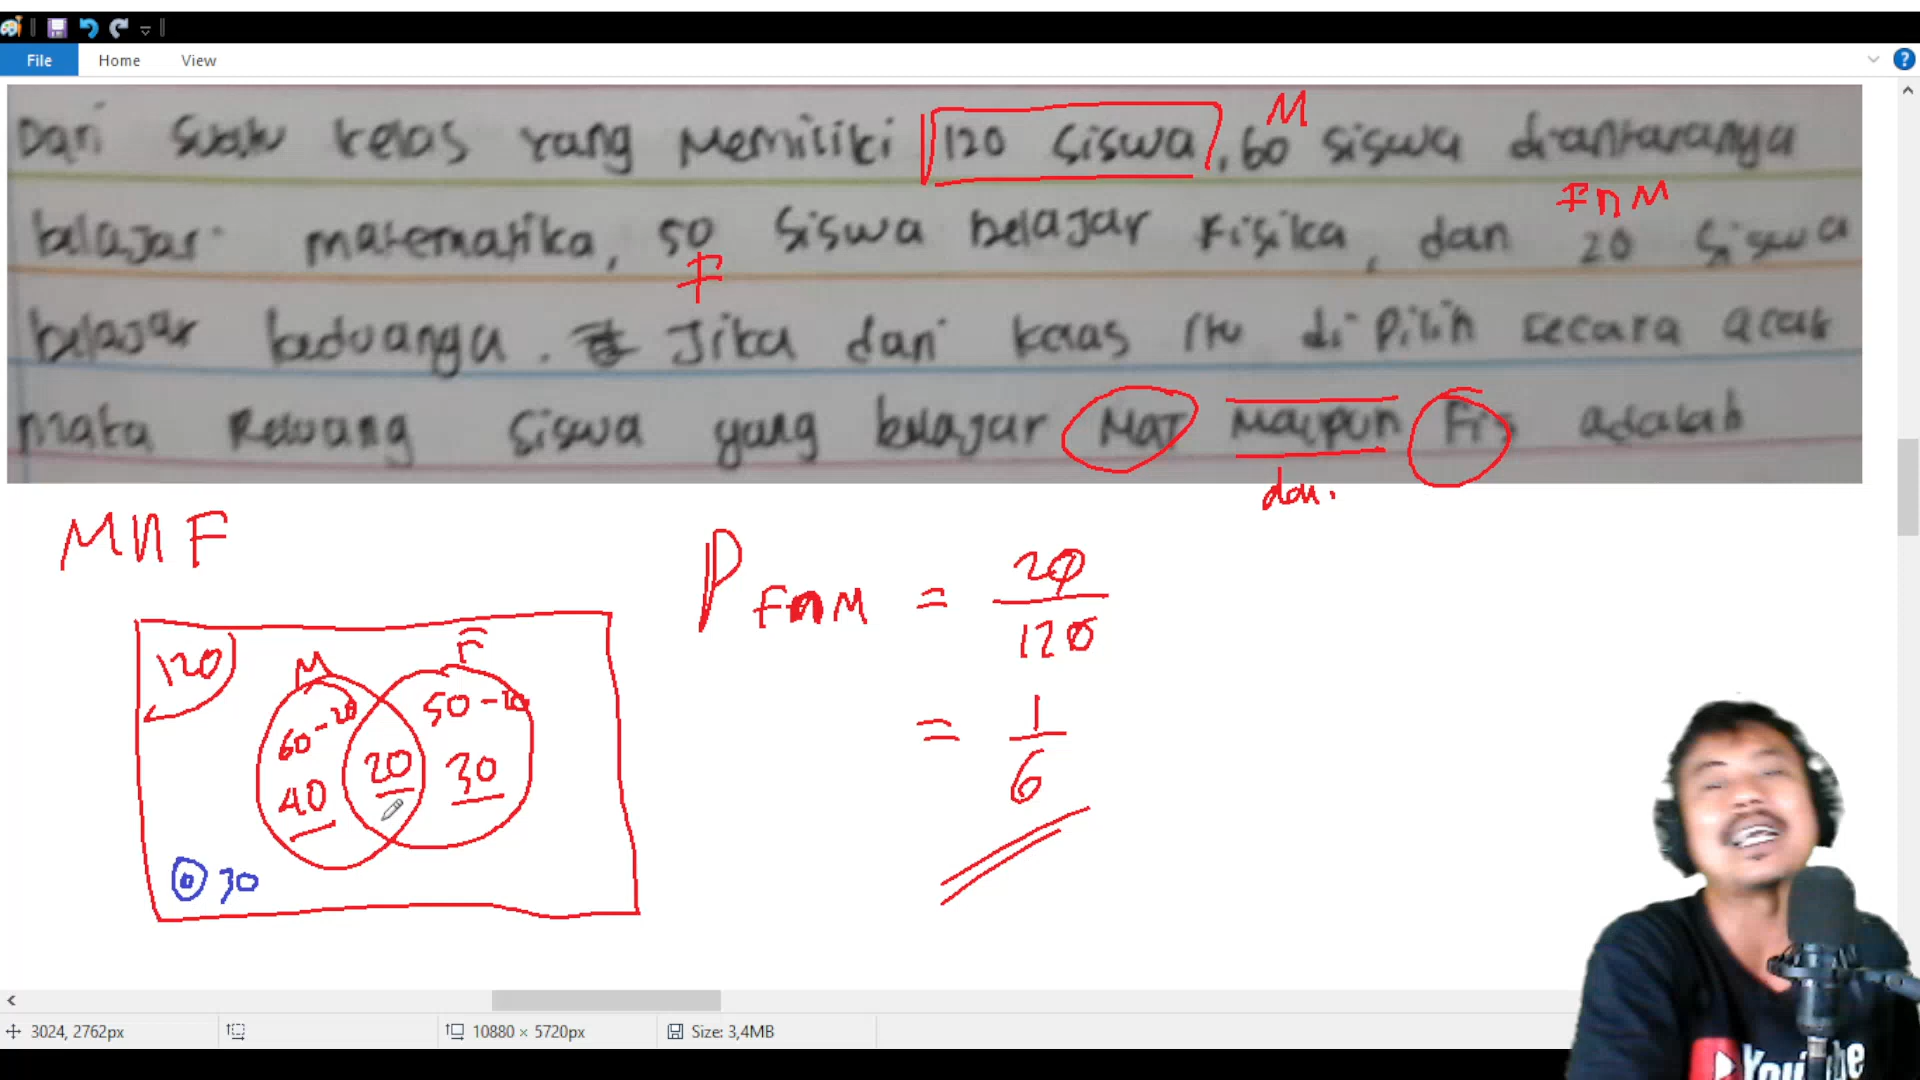 File Home View
Dari suatu kelas yang Memiliki 120 siswa, 60 siswa diantaranya
M
belajar matematika, 50 siswa belajar Fisika, dan 20 siswa
F∩M
F
belajar keduanya. Jika dari kelas itu di pilih secara acak
maka Peluang siswa yang belajar MAT Maupun Fis adalah
dan.
M∩F
P F∩M = 20/120
= 1/6
120
M F
60-20 50-20
40 20 30
30
3024, 2762px 10880 × 5720px Size: 3,4MB
YouTube